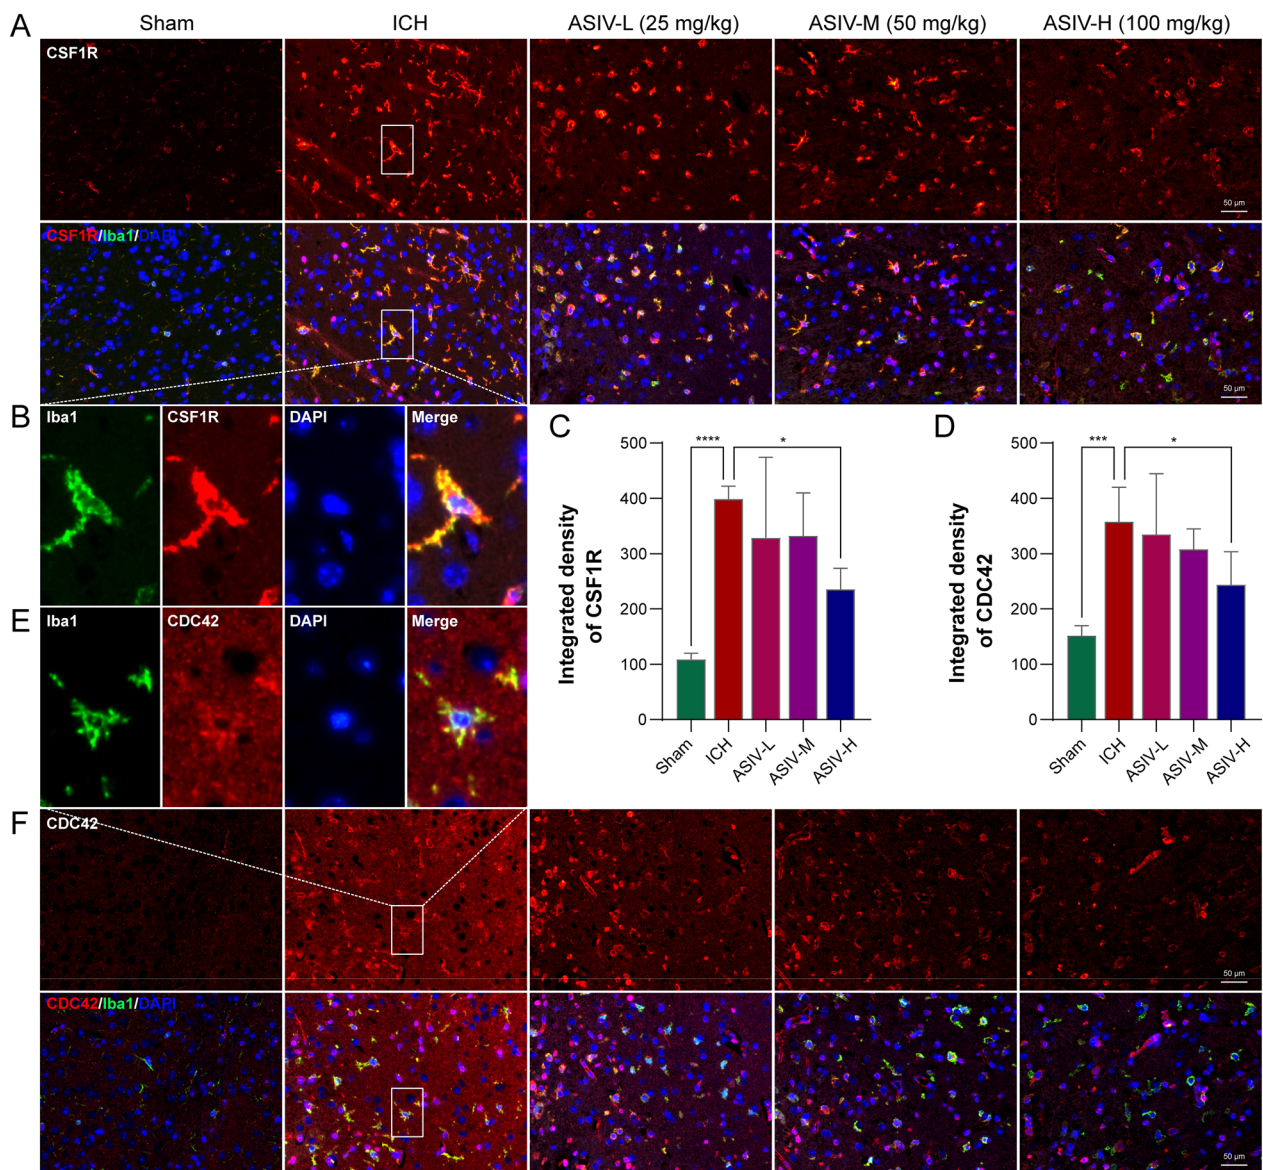 A
Sham
ICH
ASIV-L (25 mg/kg)
ASIV-M (50 mg/kg)
ASIV-H (100 mg/kg)
CSF1R
50 µm
CSF1R/Iba1/DAPI
50 µm
B
Iba1
CSF1R
DAPI
Merge
C
Integrated density
of CSF1R
500
400
300
200
100
0
****
*
Sham
ICH
ASIV-L
ASIV-M
ASIV-H
D
Integrated density
of CDC42
500
400
300
200
100
0
***
*
Sham
ICH
ASIV-L
ASIV-M
ASIV-H
E
Iba1
CDC42
DAPI
Merge
F
CDC42
50 µm
CDC42/Iba1/DAPI
50 µm